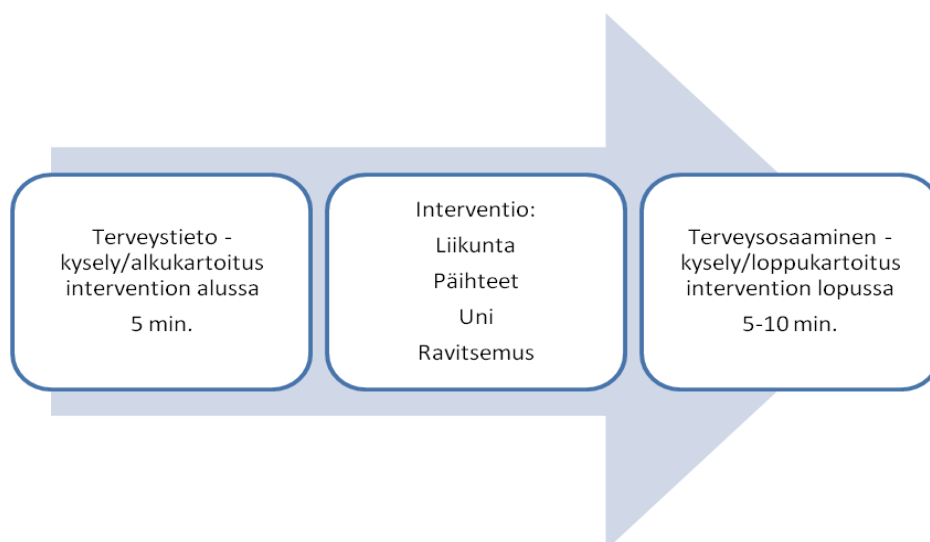 Terveystieto -
kysely/alkukartoitus
intervention alussa
5 min.
Interventio:
Liikunta
Päihteet
Uni
Ravitsemus
Terveysosaaminen -
kysely/loppukartoitus
intervention lopussa
5-10 min.